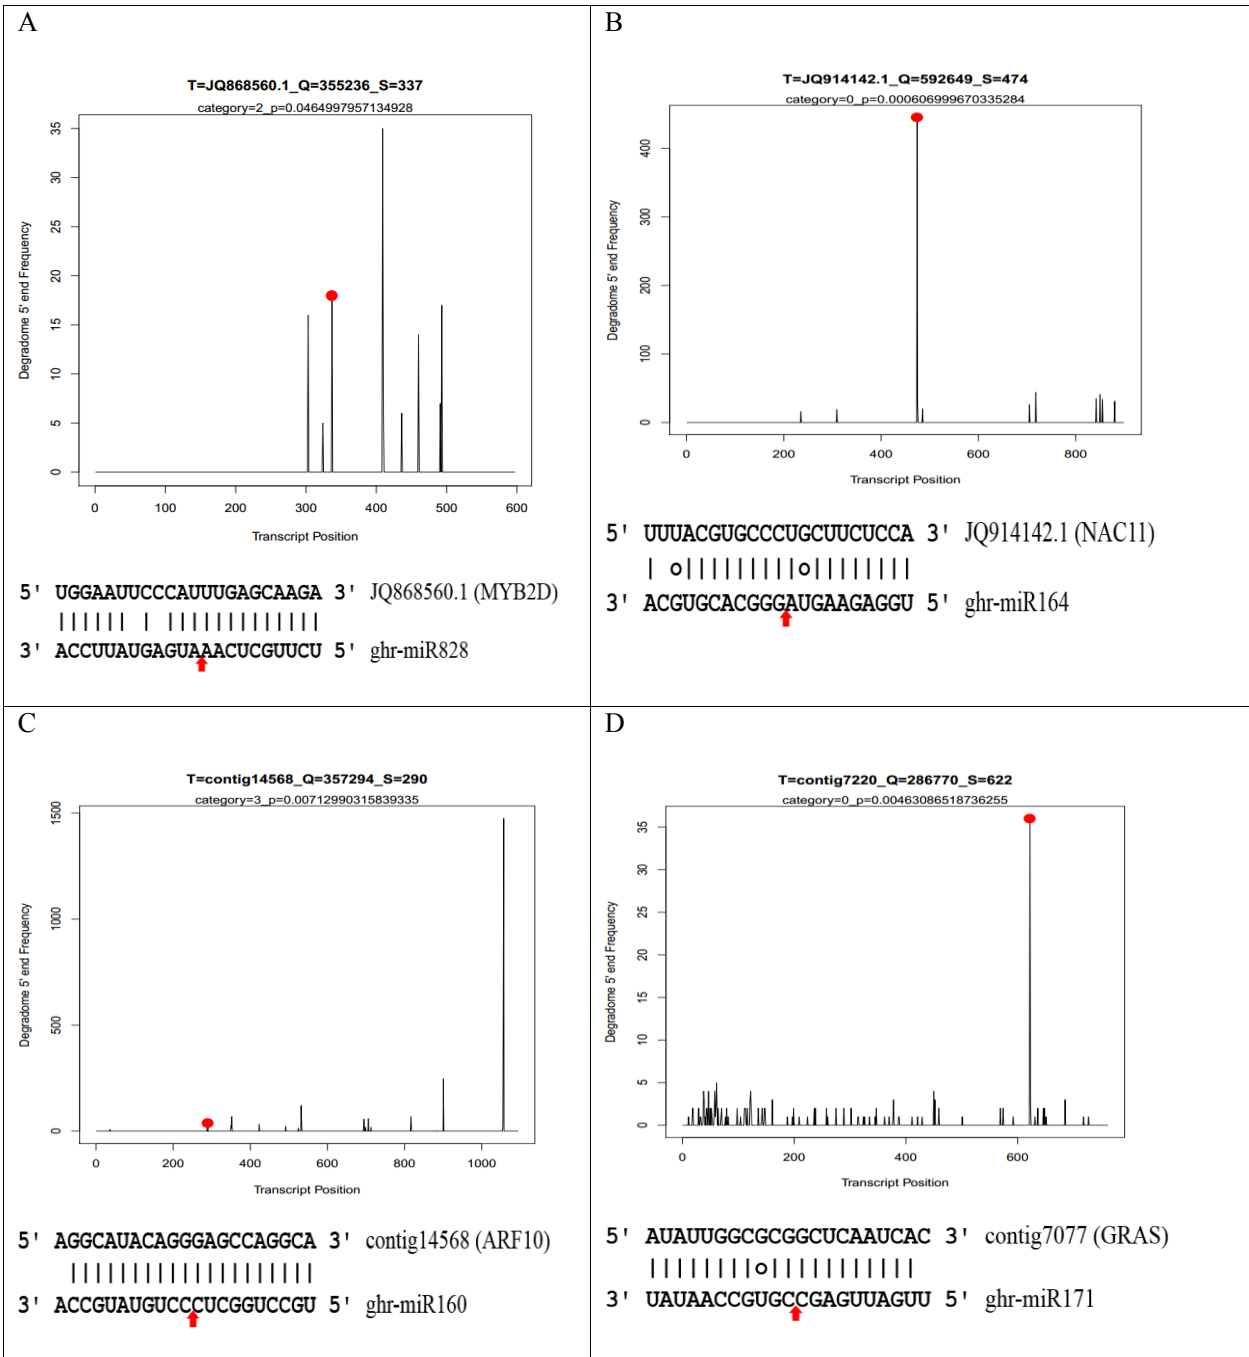 A
T=JQ868560.1_Q=355236_S=337
category=2_p=0.0464997957134928
Degradome 5' end Frequency
35
30
25
20
15
10
5
0
0 100 200 300 400 500 600
Transcript Position
5' UGGAAUUCCCAUUUGAGCAAGA 3' JQ868560.1 (MYB2D)
3' ACCUUAUGAGUAAACUCGUUCU 5' ghr-miR828
B
T=JQ914142.1_Q=592649_S=474
category=0_p=0.000606999670335284
Degradome 5' end Frequency
400
300
200
100
0
0 200 400 600 800
Transcript Position
5' UUUACGUGCCCUGCUUCUCCA 3' JQ914142.1 (NAC11)
3' ACGUGCACGGGAUGAAGAGGU 5' ghr-miR164
C
T=contig14568_Q=357294_S=290
category=3_p=0.00712990315839335
Degradome 5' end Frequency
1500
1000
500
0
0 200 400 600 800 1000
Transcript Position
5' AGGCAUACAGGGAGCCAGGCA 3' contig14568 (ARF10)
3' ACCGUAUGUCCCUCGGUCCGU 5' ghr-miR160
D
T=contig7220_Q=286770_S=622
category=0_p=0.00463086518736255
Degradome 5' end Frequency
35
30
25
20
15
10
5
0
0 200 400 600
Transcript Position
5' AUAUUGGCGCGGCUCAAUCAC 3' contig7077 (GRAS)
3' UAUAACCGUGCCGAGUUAGUU 5' ghr-miR171